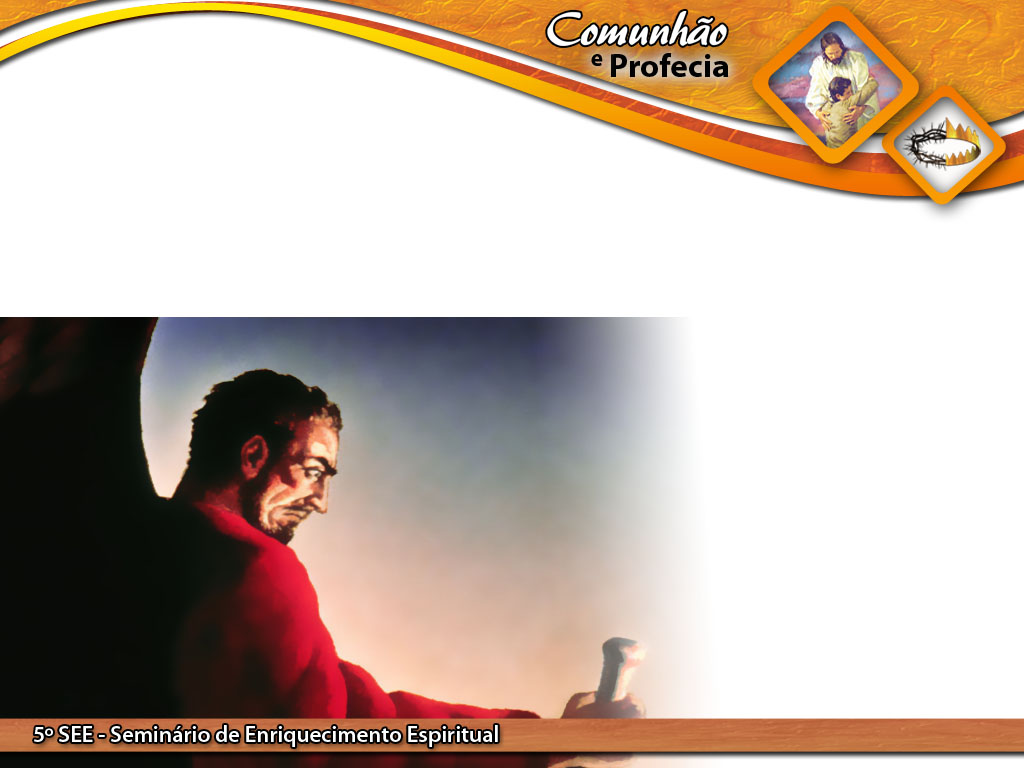 Comunhão
e Profecia
5º SEE - Seminário de Enriquecimento Espiritual